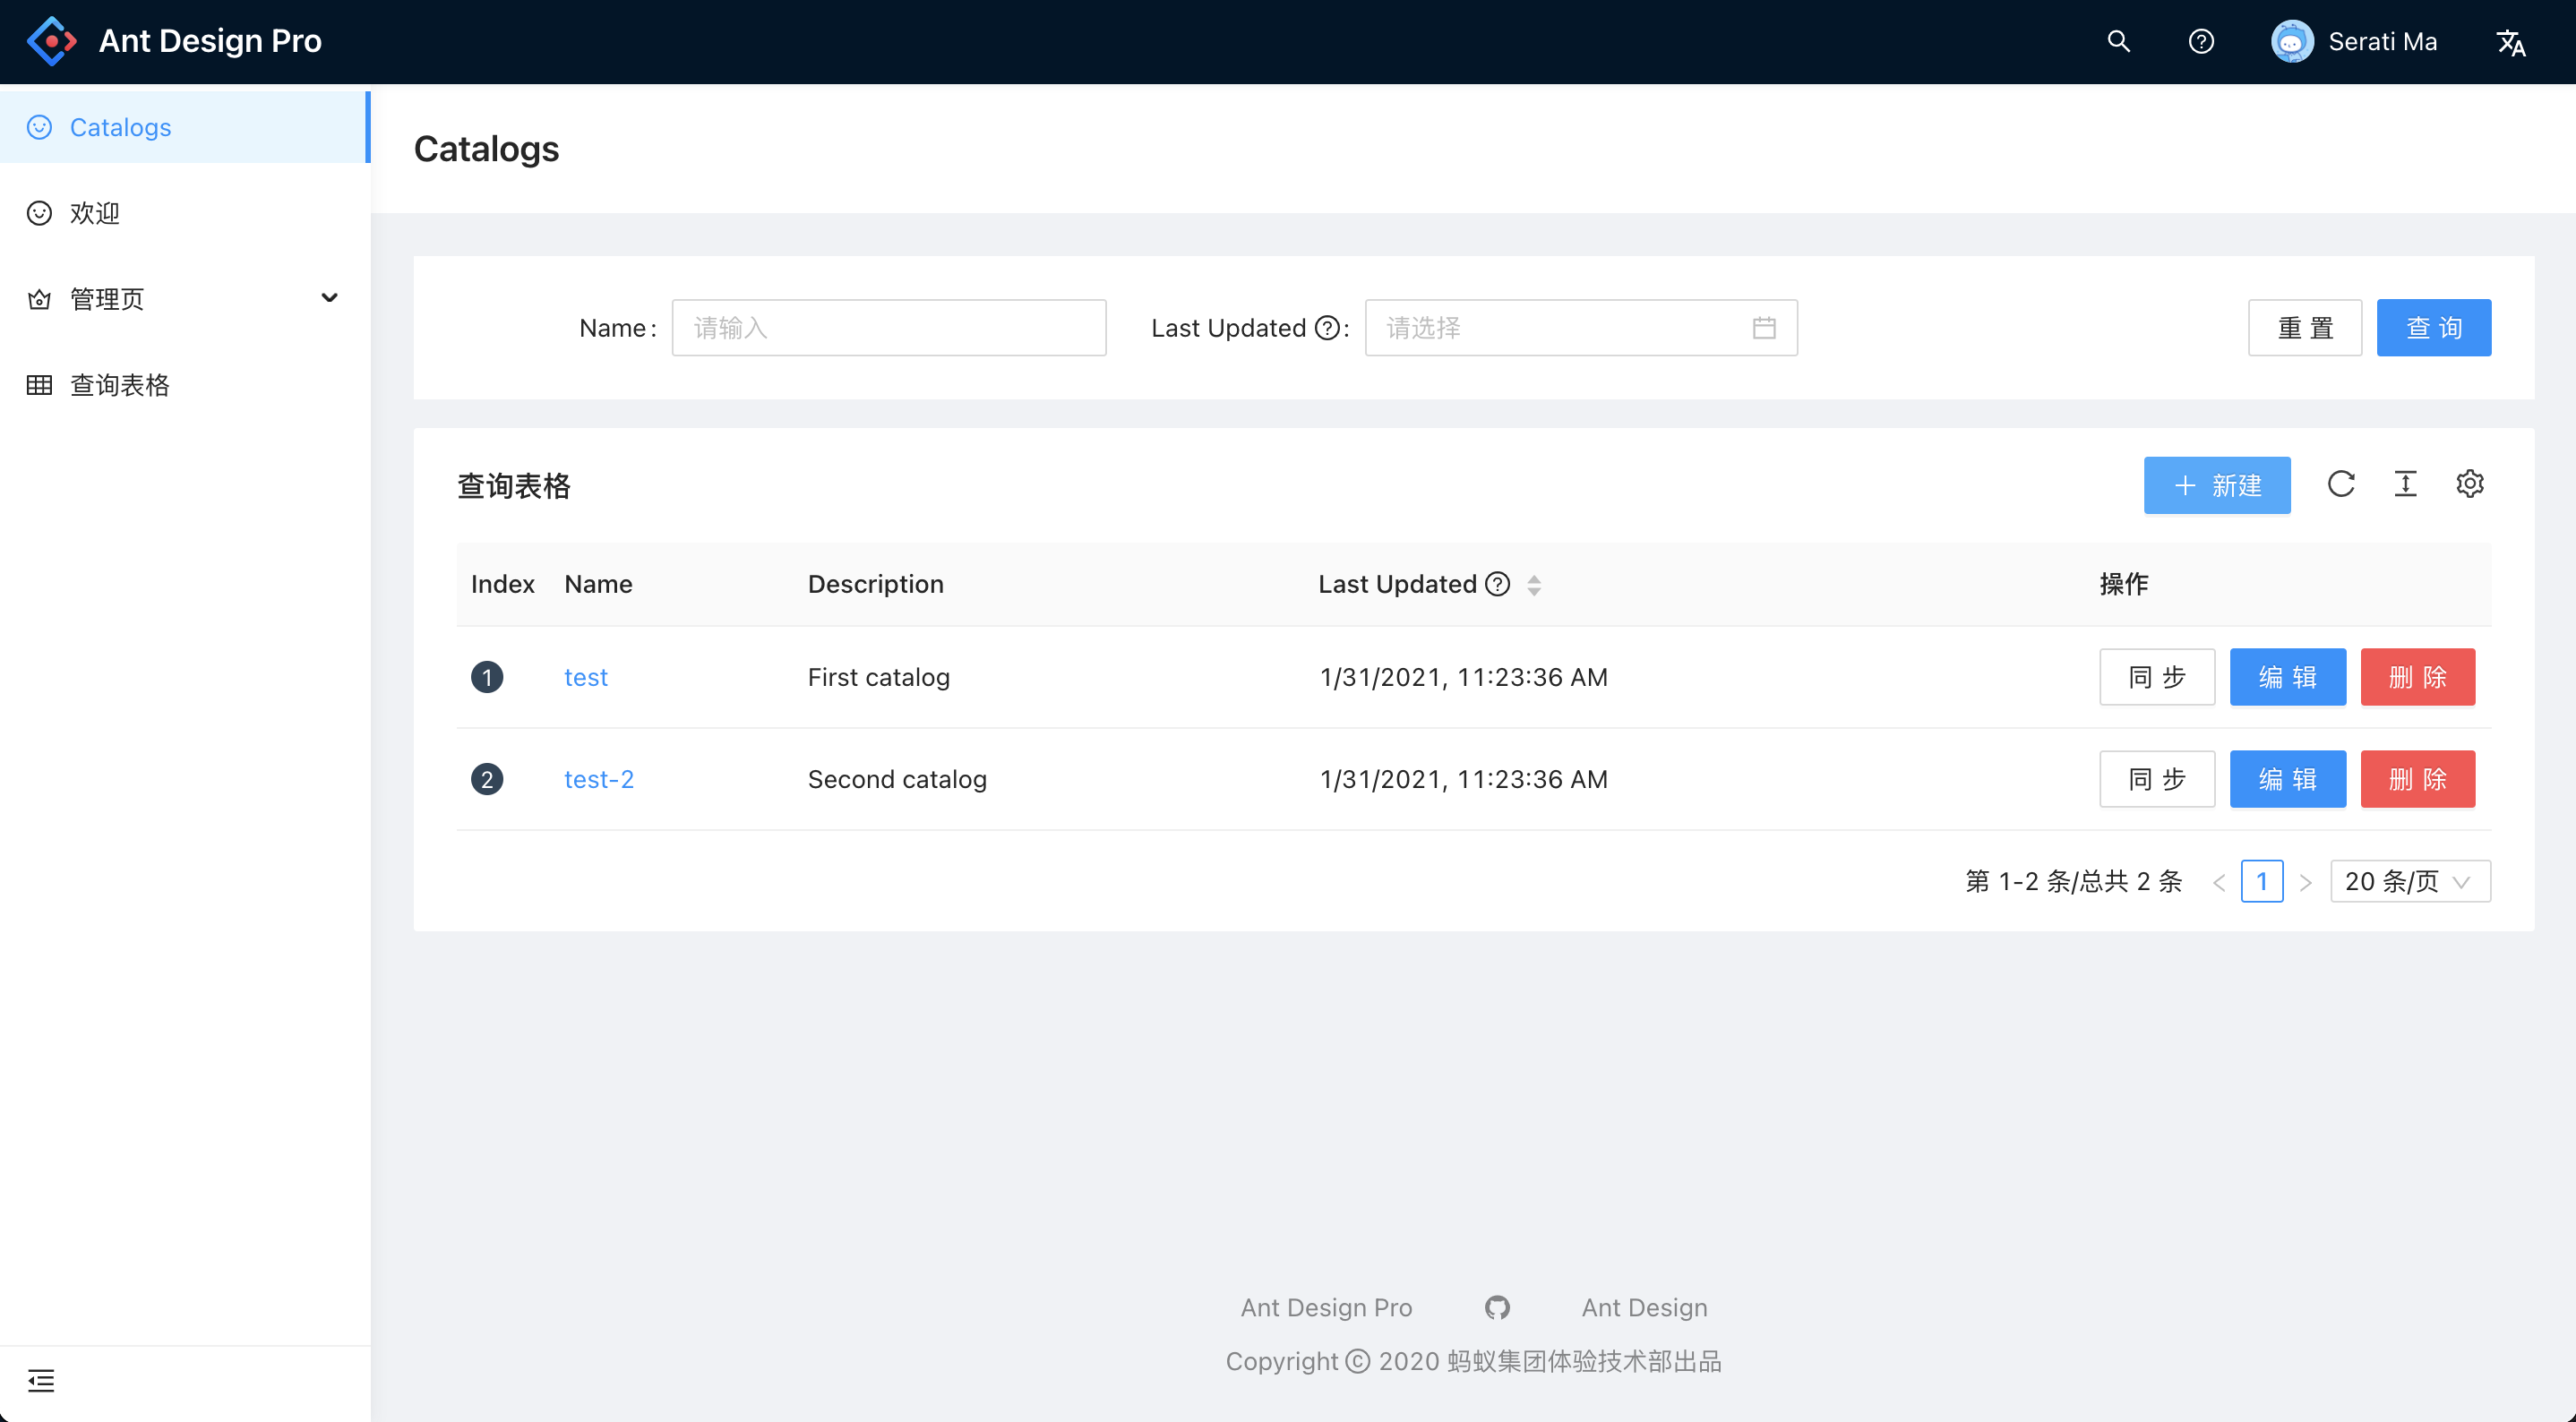 Ant Design Pro
Serati Ma
Catalogs
欢迎
管理页
查询表格
Catalogs
Name: 请输入 Last Updated ?: 请选择 重 置 查 询
查询表格
+ 新建
Index Name Description Last Updated ? 操作
1 test First catalog 1/31/2021, 11:23:36 AM 同 步 编 辑 删 除
2 test-2 Second catalog 1/31/2021, 11:23:36 AM 同 步 编 辑 删 除
第 1-2 条/总共 2 条 < 1 > 20 条/页
Ant Design Pro Ant Design
Copyright © 2020 蚂蚁集团体验技术部出品